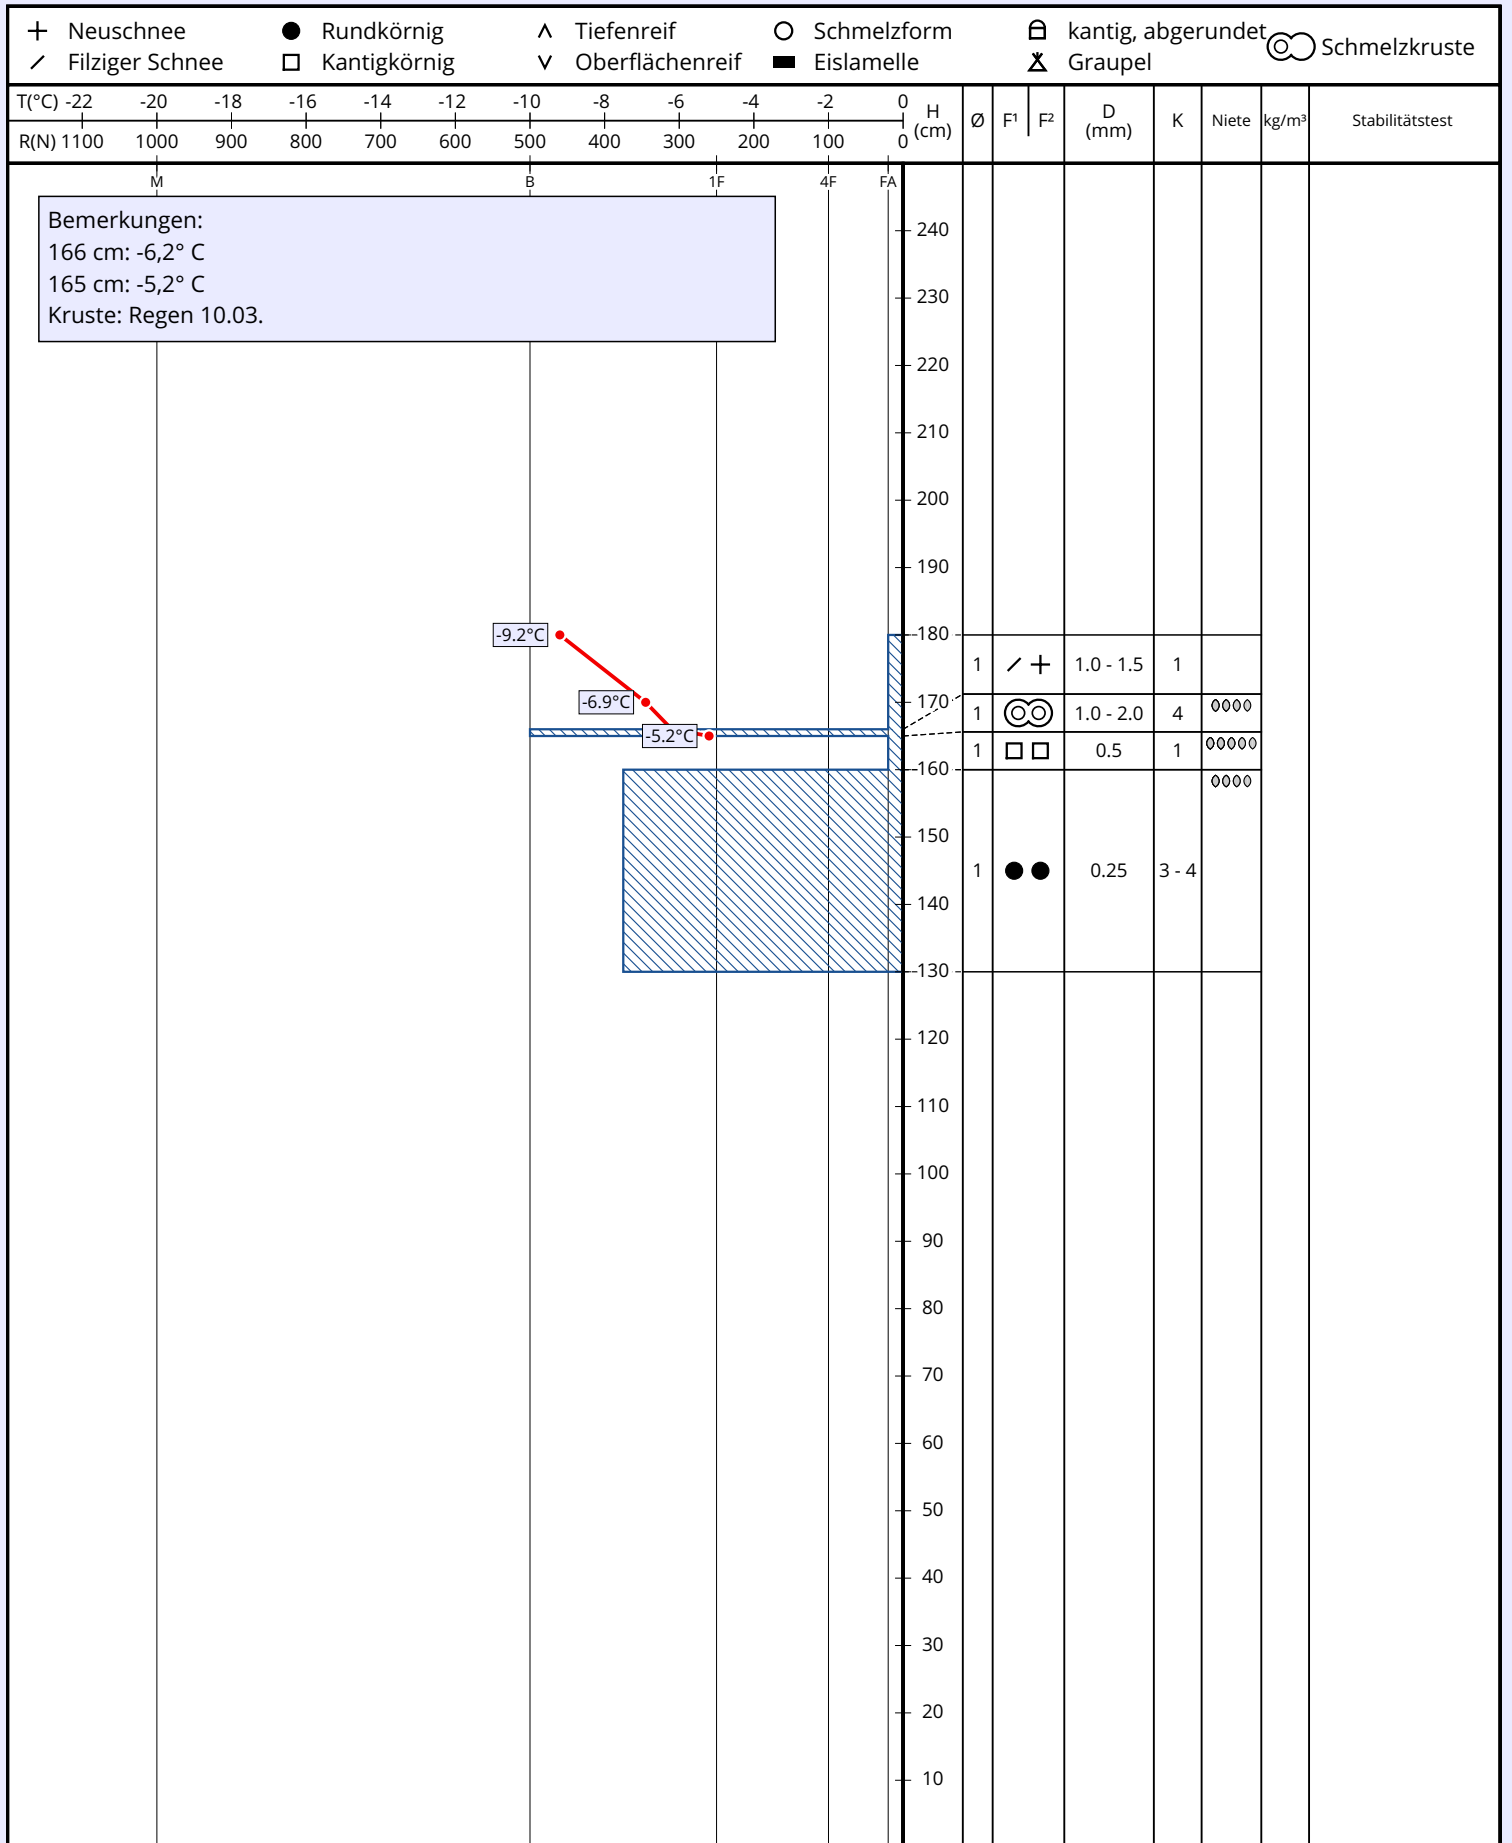 Neuschnee Rundkörnig Tiefenreif Schmelzform kantig, abgerundet Schmelzkruste
Filziger Schnee Kantigkörnig Oberflächenreif Eislamelle Graupel
T(°C) -22 -20 -18 -16 -14 -12 -10 -8 -6 -4 -2 0
R(N) 1100 1000 900 800 700 600 500 400 300 200 100 0
H (cm) Ø F¹ F² D (mm) K Niete kg/m³ Stabilitätstest
M B 1F 4F FA
Bemerkungen:
166 cm: -6,2° C
165 cm: -5,2° C
Kruste: Regen 10.03.
240
230
220
210
200
190
-9.2°C 180
1 1.0 - 1.5 1
-6.9°C 170
1 1.0 - 2.0 4
-5.2°C
1 0.5 1
160
150
1 0.25 3 - 4
140
130
120
110
100
90
80
70
60
50
40
30
20
10